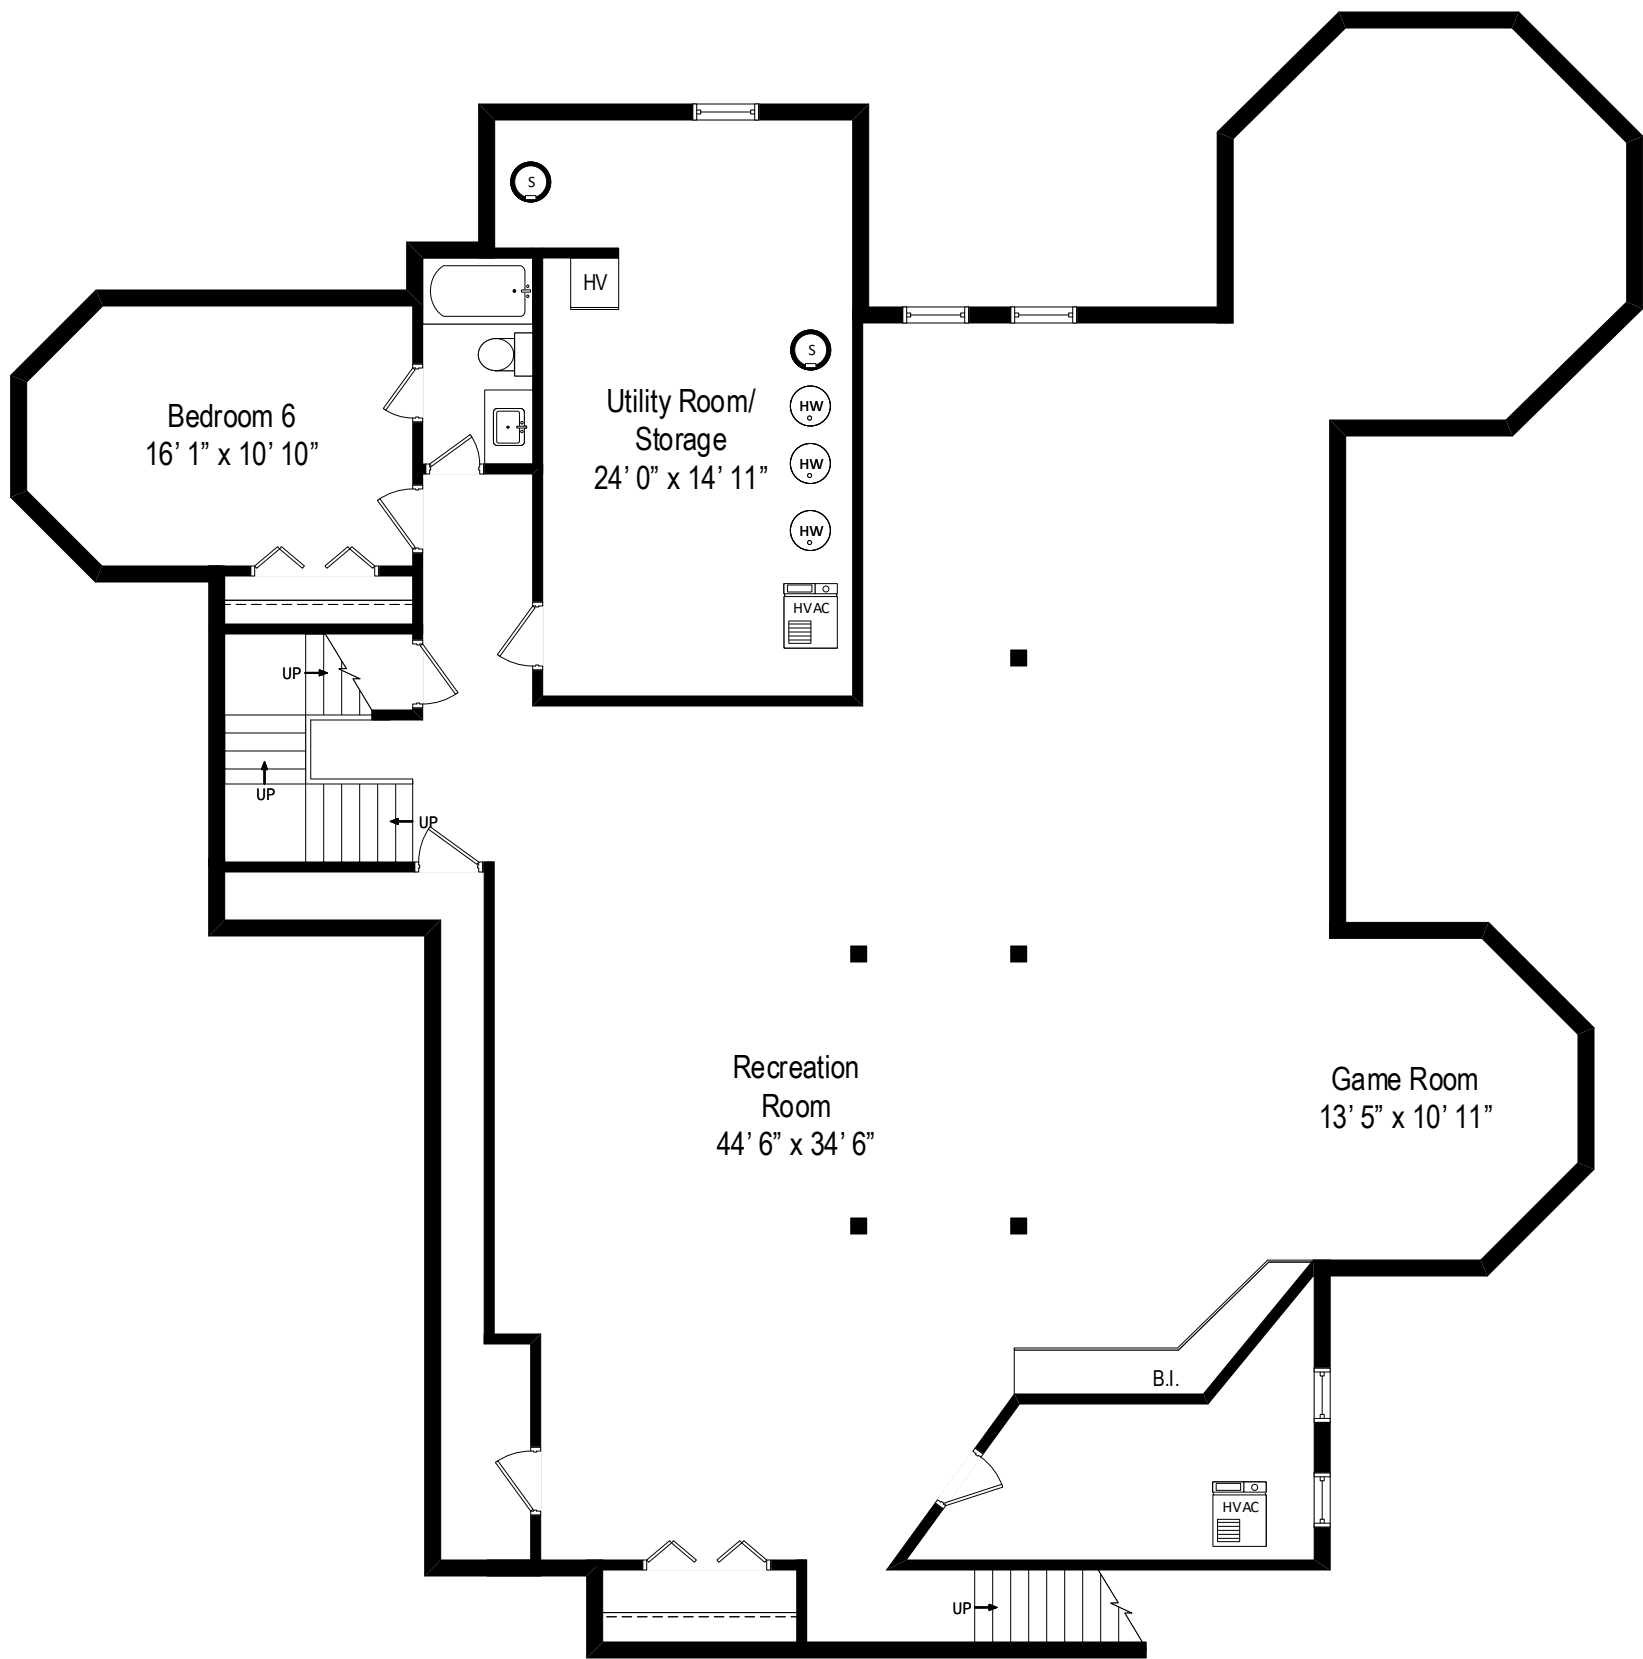 S
HV
S
HW
HW
HW
HVAC
Bedroom 6
16’ 1” x 10’ 10”
Utility Room/
Storage
24’ 0” x 14’ 11”
UP
UP
UP
Recreation
Room
44’ 6” x 34’ 6”
Game Room
13’ 5” x 10’ 11”
B.I.
HVAC
UP